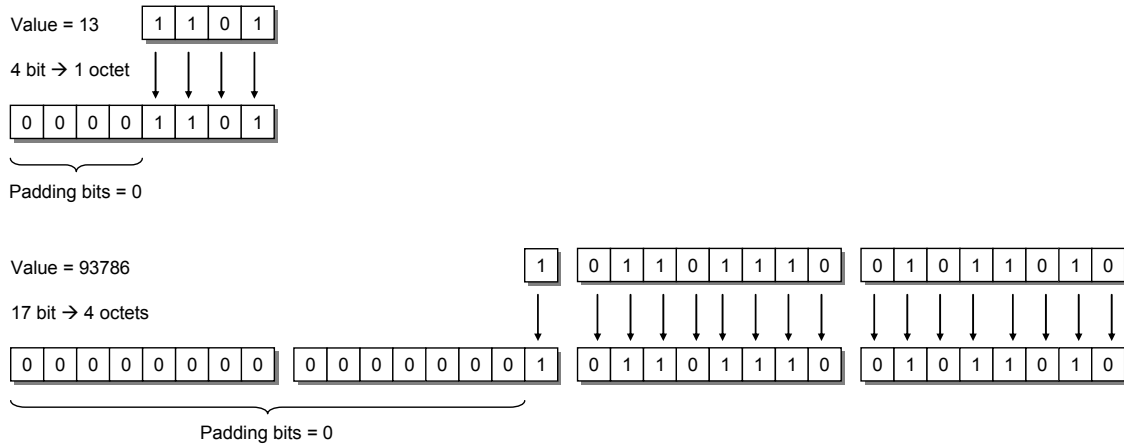 Value = 13 1 1 0 1
4 bit → 1 octet
0 0 0 0 1 1 0 1
Padding bits = 0
Value = 93786 1 0 1 1 0 1 1 1 0 0 1 0 1 1 0 1 0
17 bit → 4 octets
0 0 0 0 0 0 0 0 0 0 0 0 0 0 0 1 0 1 1 0 1 1 1 0 0 1 0 1 1 0 1 0
Padding bits = 0